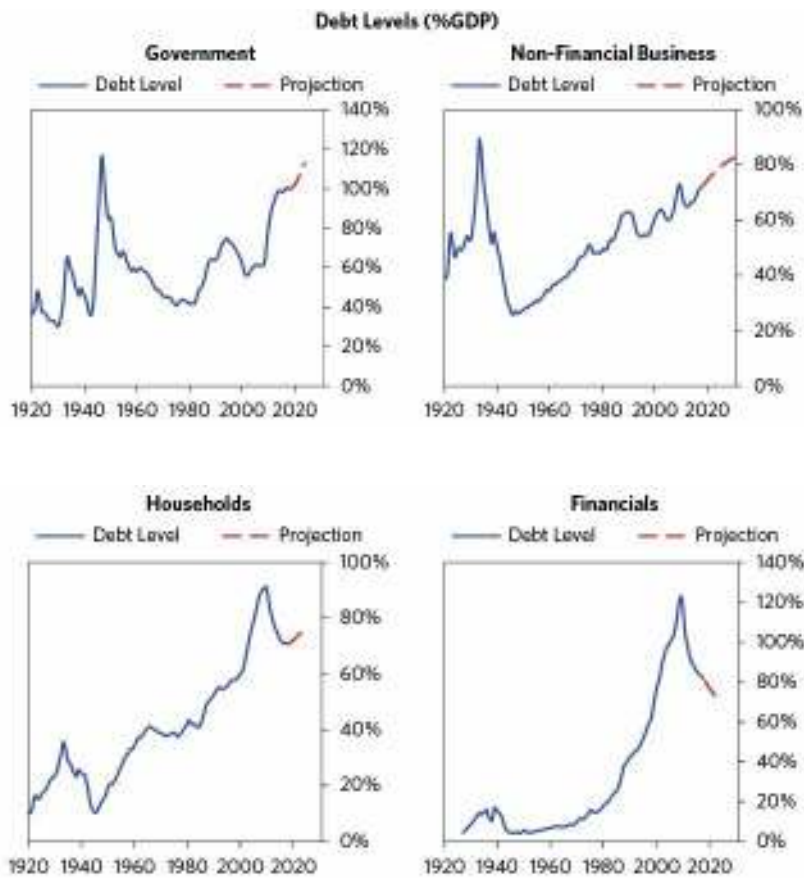 Debt Levels (%GDP)
Government
Debt Level Projection
140%
120%
100%
80%
60%
40%
20%
0%
1920 1940 1960 1980 2000 2020
Non-Financial Business
Debt Level Projection
100%
80%
60%
40%
20%
0%
1920 1940 1960 1980 2000 2020
Households
Debt Level Projection
100%
80%
60%
40%
20%
0%
1920 1940 1960 1980 2000 2020
Financials
Debt Level Projection
140%
120%
100%
80%
60%
40%
20%
0%
1920 1940 1960 1980 2000 2020